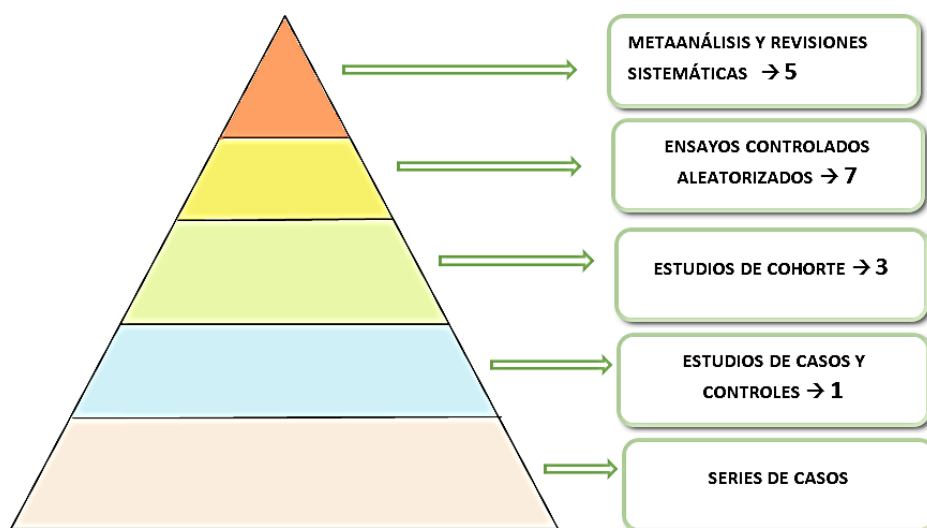 METAANÁLISIS Y REVISIONES
SISTEMÁTICAS → 5
ENSAYOS CONTROLADOS
ALEATORIZADOS → 7
ESTUDIOS DE COHORTE → 3
ESTUDIOS DE CASOS Y
CONTROLES → 1
SERIES DE CASOS